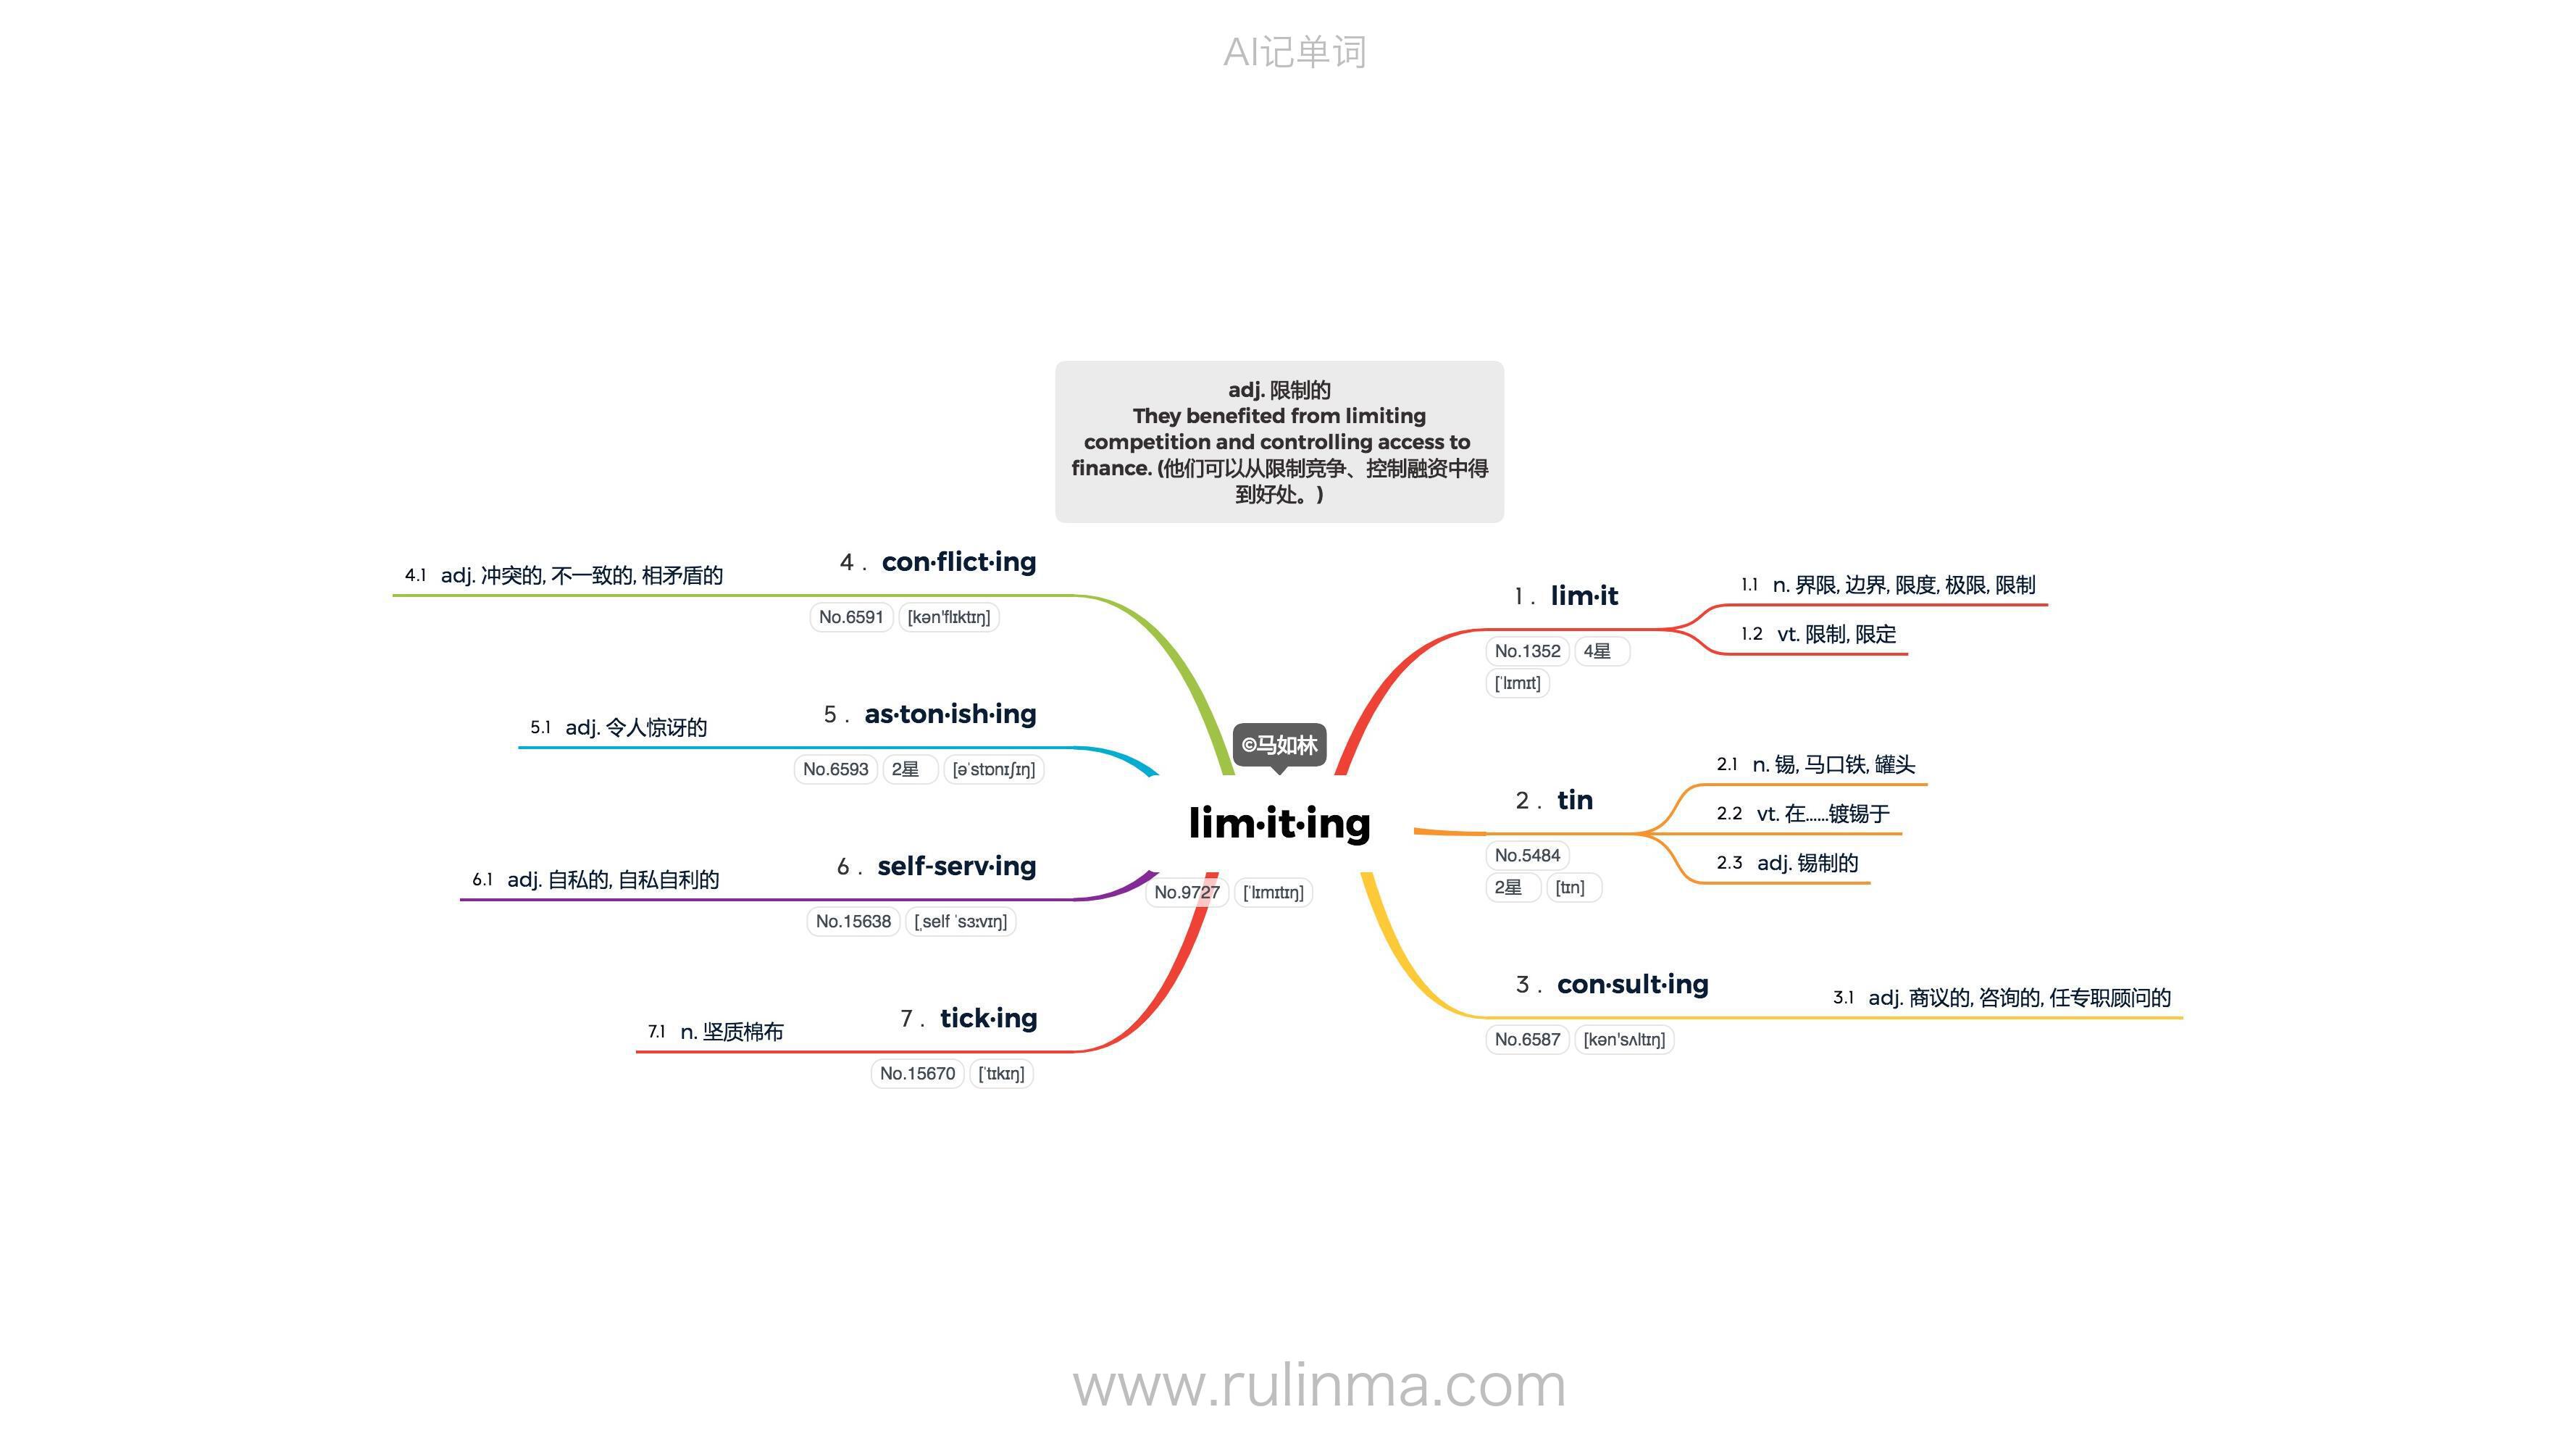 AI记单词
adj. 限制的
They benefited from limiting
competition and controlling access to
finance. (他们可以从限制竞争、控制融资中得
到好处。)
©马如林
lim·it·ing
No.9727 [ˈlɪmɪtɪŋ]
1 . lim·it
No.1352 4星
[ˈlɪmɪt]
1.1 n. 界限, 边界, 限度, 极限, 限制
1.2 vt. 限制, 限定
2 . tin
No.5484
2星 [tɪn]
2.1 n. 锡, 马口铁, 罐头
2.2 vt. 在……镀锡于
2.3 adj. 锡制的
3 . con·sult·ing
No.6587 [kən'sʌltɪŋ]
3.1 adj. 商议的, 咨询的, 任专职顾问的
4 . con·flict·ing
No.6591 [kən'flɪktɪŋ]
4.1 adj. 冲突的, 不一致的, 相矛盾的
5 . as·ton·ish·ing
No.6593 2星 [əˈstɒnɪʃɪŋ]
5.1 adj. 令人惊讶的
6 . self-serv·ing
No.15638 [ˌself ˈsɜːvɪŋ]
6.1 adj. 自私的, 自私自利的
7 . tick·ing
No.15670 [ˈtɪkɪŋ]
7.1 n. 坚质棉布
www.rulinma.com